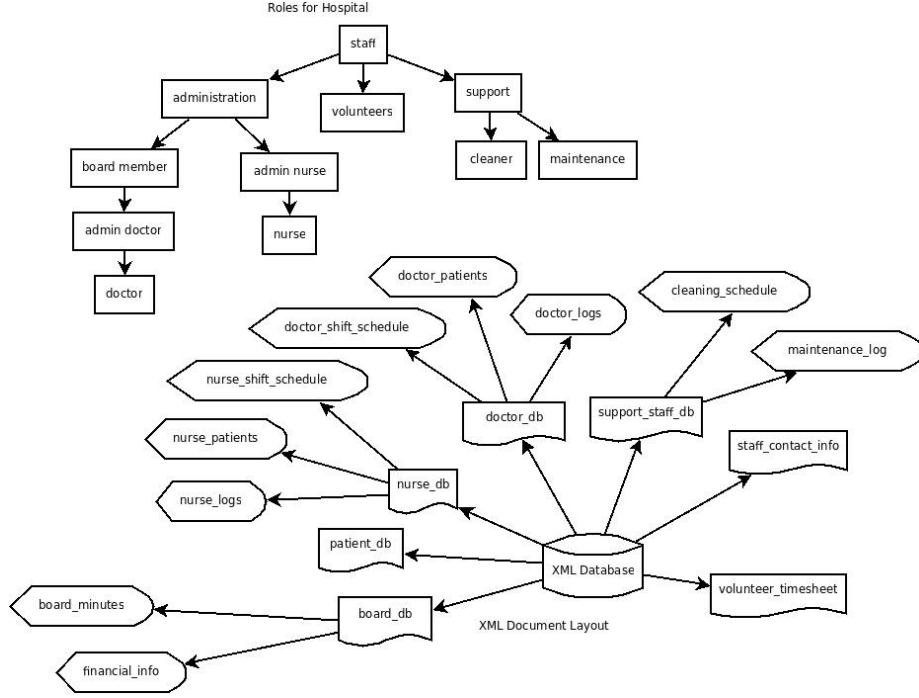 Roles for Hospital
staff
administration
volunteers
support
board member
admin nurse
cleaner
maintenance
admin doctor
nurse
doctor
doctor_patients
cleaning_schedule
doctor_shift_schedule
doctor_logs
maintenance_log
nurse_shift_schedule
doctor_db
support_staff_db
nurse_patients
staff_contact_info
nurse_db
nurse_logs
patient_db
XML Database
volunteer_timesheet
board_minutes
board_db
XML Document Layout
financial_info